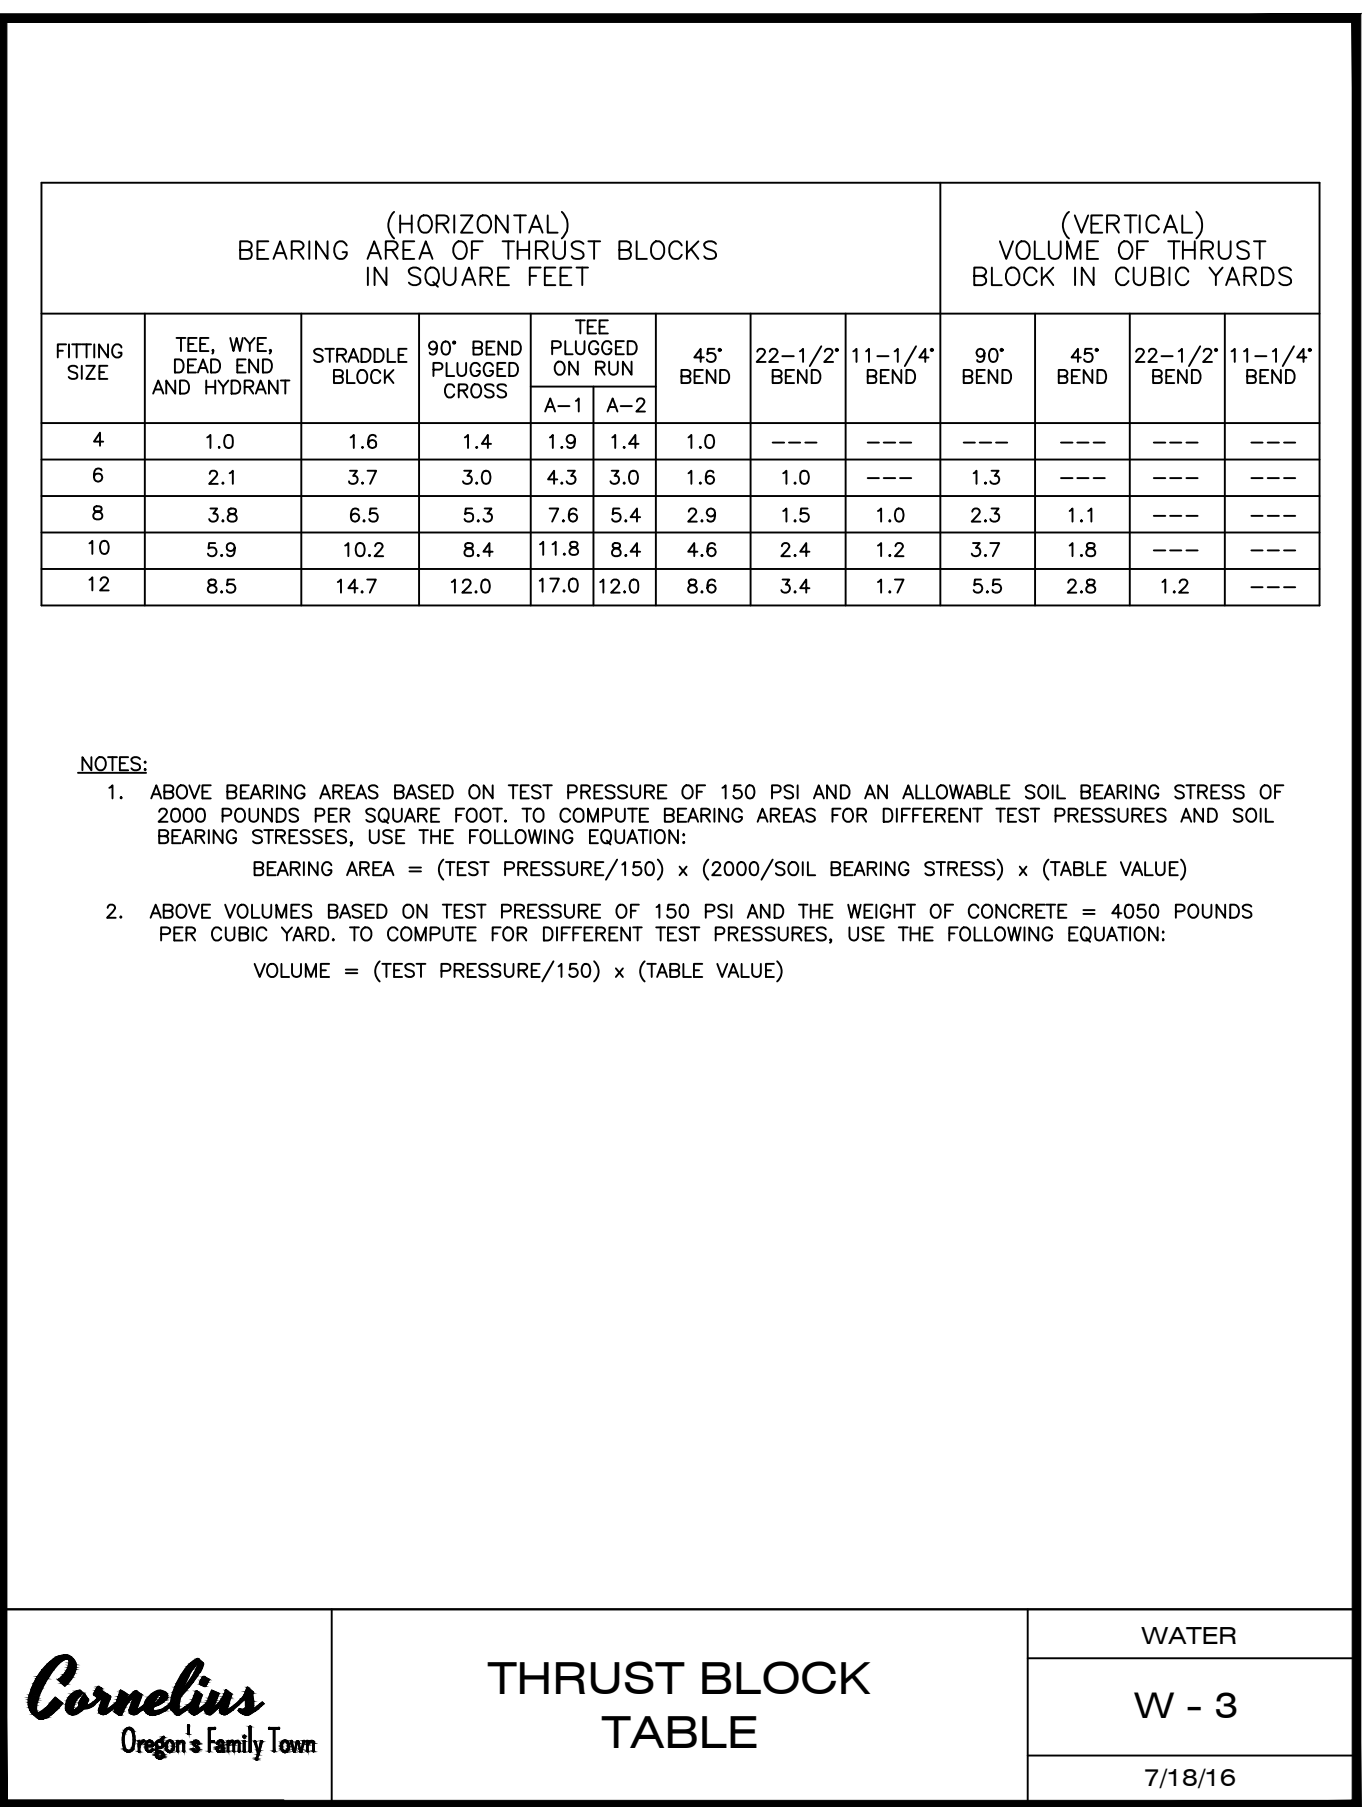 (HORIZONTAL)
BEARING AREA OF THRUST BLOCKS
IN SQUARE FEET
(VERTICAL)
VOLUME OF THRUST
BLOCK IN CUBIC YARDS
FITTING
SIZE
TEE, WYE,
DEAD END
AND HYDRANT
STRADDLE
BLOCK
90° BEND
PLUGGED
CROSS
TEE
PLUGGED
ON RUN
A-1 A-2
45°
BEND
22-1/2°
BEND
11-1/4°
BEND
90°
BEND
45°
BEND
22-1/2°
BEND
11-1/4°
BEND
4 1.0 1.6 1.4 1.9 1.4 1.0 --- --- --- --- --- ---
6 2.1 3.7 3.0 4.3 3.0 1.6 1.0 --- 1.3 --- --- ---
8 3.8 6.5 5.3 7.6 5.4 2.9 1.5 1.0 2.3 1.1 --- ---
10 5.9 10.2 8.4 11.8 8.4 4.6 2.4 1.2 3.7 1.8 --- ---
12 8.5 14.7 12.0 17.0 12.0 8.6 3.4 1.7 5.5 2.8 1.2 ---
NOTES:
1. ABOVE BEARING AREAS BASED ON TEST PRESSURE OF 150 PSI AND AN ALLOWABLE SOIL BEARING STRESS OF
2000 POUNDS PER SQUARE FOOT. TO COMPUTE BEARING AREAS FOR DIFFERENT TEST PRESSURES AND SOIL
BEARING STRESSES, USE THE FOLLOWING EQUATION:
BEARING AREA = (TEST PRESSURE/150) x (2000/SOIL BEARING STRESS) x (TABLE VALUE)
2. ABOVE VOLUMES BASED ON TEST PRESSURE OF 150 PSI AND THE WEIGHT OF CONCRETE = 4050 POUNDS
PER CUBIC YARD. TO COMPUTE FOR DIFFERENT TEST PRESSURES, USE THE FOLLOWING EQUATION:
VOLUME = (TEST PRESSURE/150) x (TABLE VALUE)
Cornelius
Oregon's Family Town
THRUST BLOCK
TABLE
WATER
W - 3
7/18/16